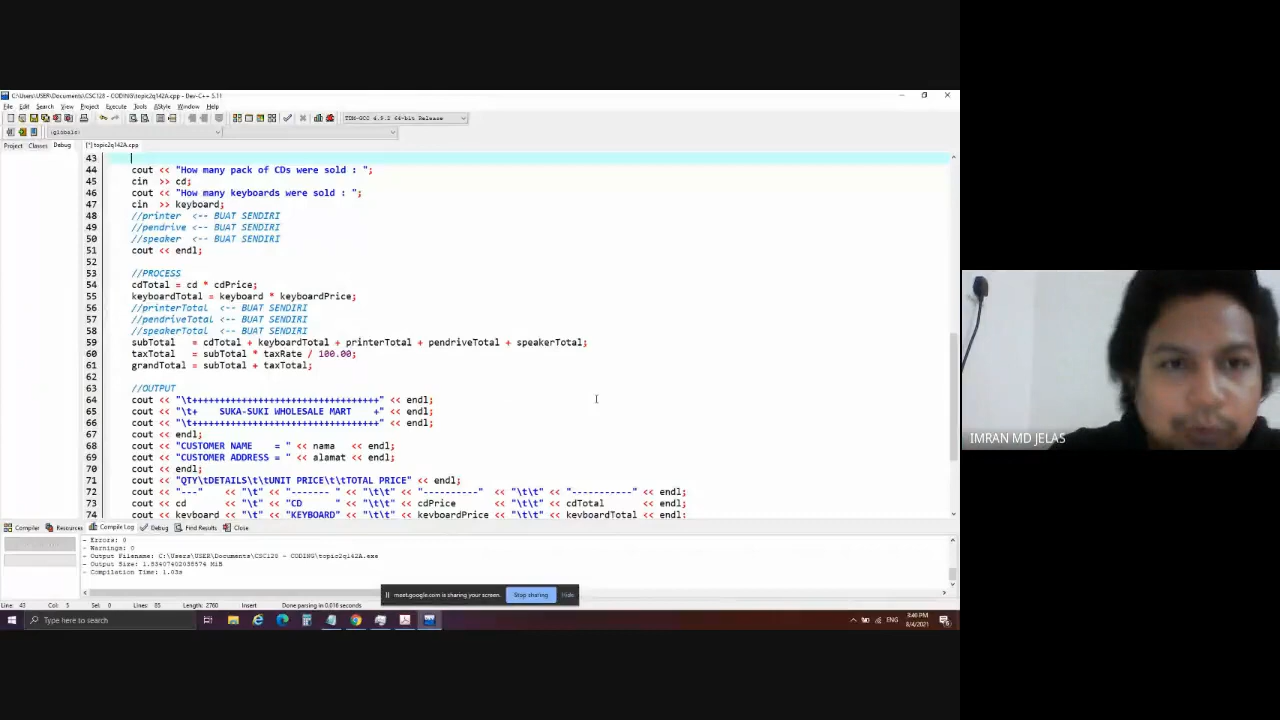 C:\Users\USER\Documents\CSC128 - CODING\topic2q142A.cpp - Dev-C++ 5.11
File Edit Search View Project Execute Tools AStyle Window Help
TDM-GCC 4.9.2 64-bit Release
(globals)
Project Classes Debug [*] topic2q142A.cpp
43
44 cout << "How many pack of CDs were sold : ";
45 cin >> cd;
46 cout << "How many keyboards were sold : ";
47 cin >> keyboard;
48 //printer <-- BUAT SENDIRI
49 //pendrive <-- BUAT SENDIRI
50 //speaker <-- BUAT SENDIRI
51 cout << endl;
52
53 //PROCESS
54 cdTotal = cd * cdPrice;
55 keyboardTotal = keyboard * keyboardPrice;
56 //printerTotal <-- BUAT SENDIRI
57 //pendriveTotal <-- BUAT SENDIRI
58 //speakerTotal <-- BUAT SENDIRI
59 subTotal = cdTotal + keyboardTotal + printerTotal + pendriveTotal + speakerTotal;
60 taxTotal = subTotal * taxRate / 100.00;
61 grandTotal = subTotal + taxTotal;
62
63 //OUTPUT
64 cout << "\t++++++++++++++++++++++++++++++++++" << endl;
65 cout << "\t+ SUKA-SUKI WHOLESALE MART +" << endl;
66 cout << "\t++++++++++++++++++++++++++++++++++" << endl;
67 cout << endl;
68 cout << "CUSTOMER NAME = " << nama << endl;
69 cout << "CUSTOMER ADDRESS = " << alamat << endl;
70 cout << endl;
71 cout << "QTY\tDETAILS\t\tUNIT PRICE\t\tTOTAL PRICE" << endl;
72 cout << "---" << "\t" << "------- " << "\t\t" << "----------" << "\t\t" << "-----------" << endl;
73 cout << cd << "\t" << "CD " << "\t\t" << cdPrice << "\t\t" << cdTotal << endl;
74 cout << keyboard << "\t" << "KEYBOARD " << "\t\t" << keyboardPrice << "\t\t" << keyboardTotal << endl;
Compiler Resources Compile Log Debug Find Results Close
- Errors: 0
- Warnings: 0
- Output Filename: C:\Users\USER\Documents\CSC128 - CODING\topic2q142A.exe
- Output Size: 1.83407402038574 MiB
- Compilation Time: 1.03s
meet.google.com is sharing your screen. Stop sharing Hide
Line: 43 Col: 5 Sel: 0 Lines: 85 Length: 2760 Insert Done parsing in 0.016 seconds
Type here to search
ENG
3:46 PM
8/4/2021
IMRAN MD JELAS